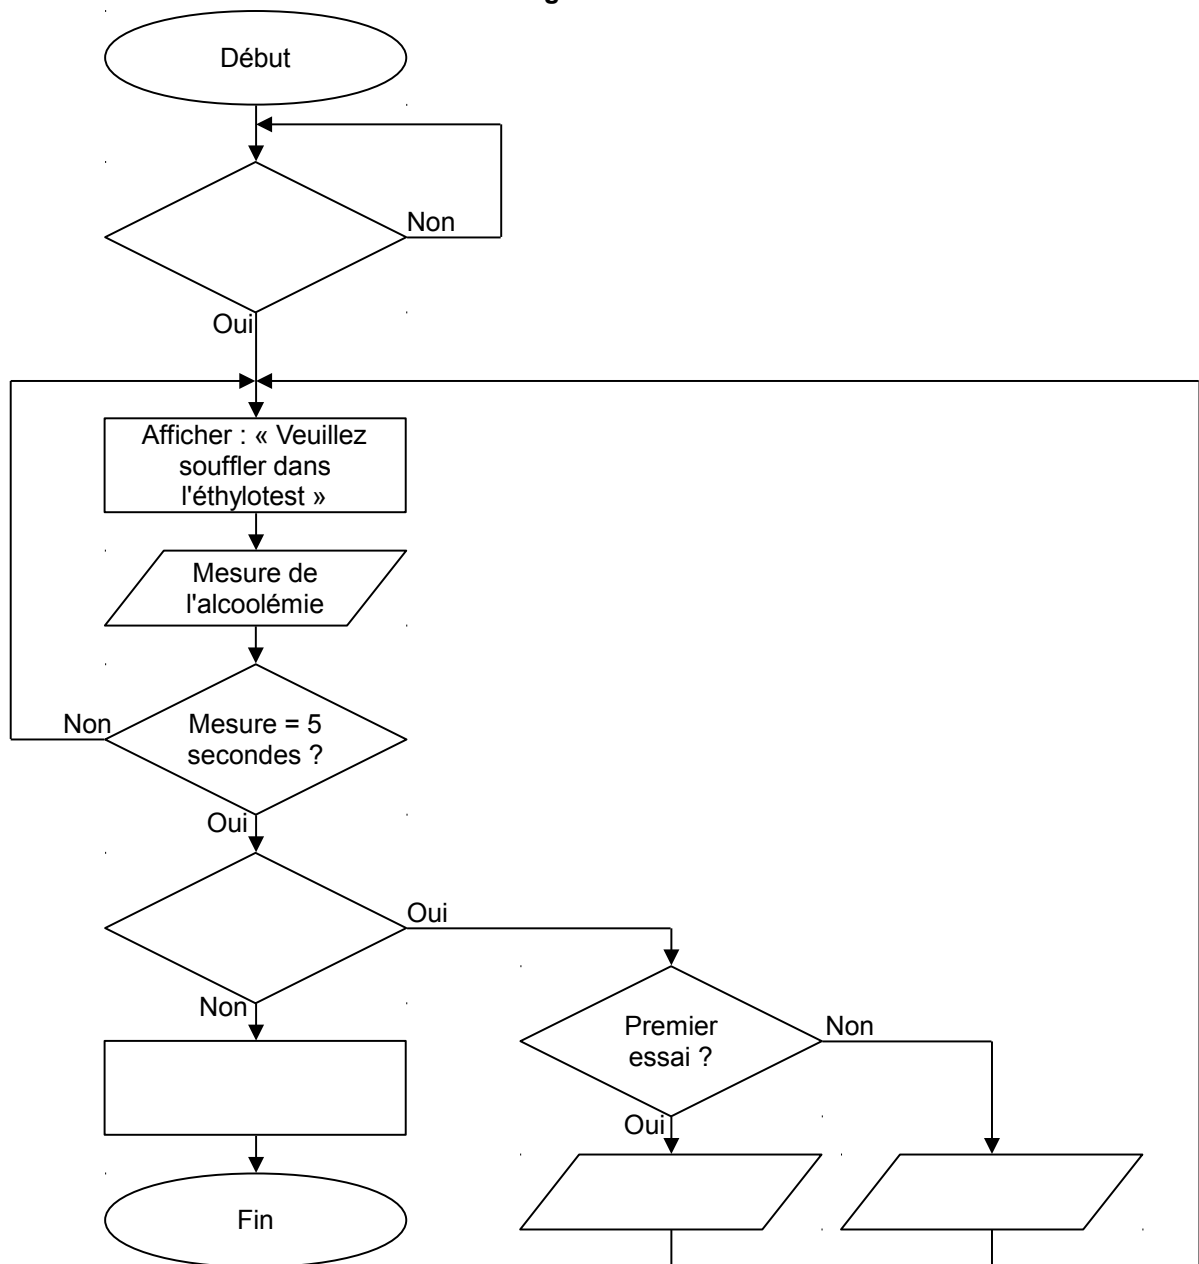 Début
Non
Oui
Afficher : « Veuillez
souffler dans
l'éthylotest »
Mesure de
l'alcoolémie
Non
Mesure = 5
secondes ?
Oui
Oui
Non
Premier
essai ?
Non
Oui
Fin